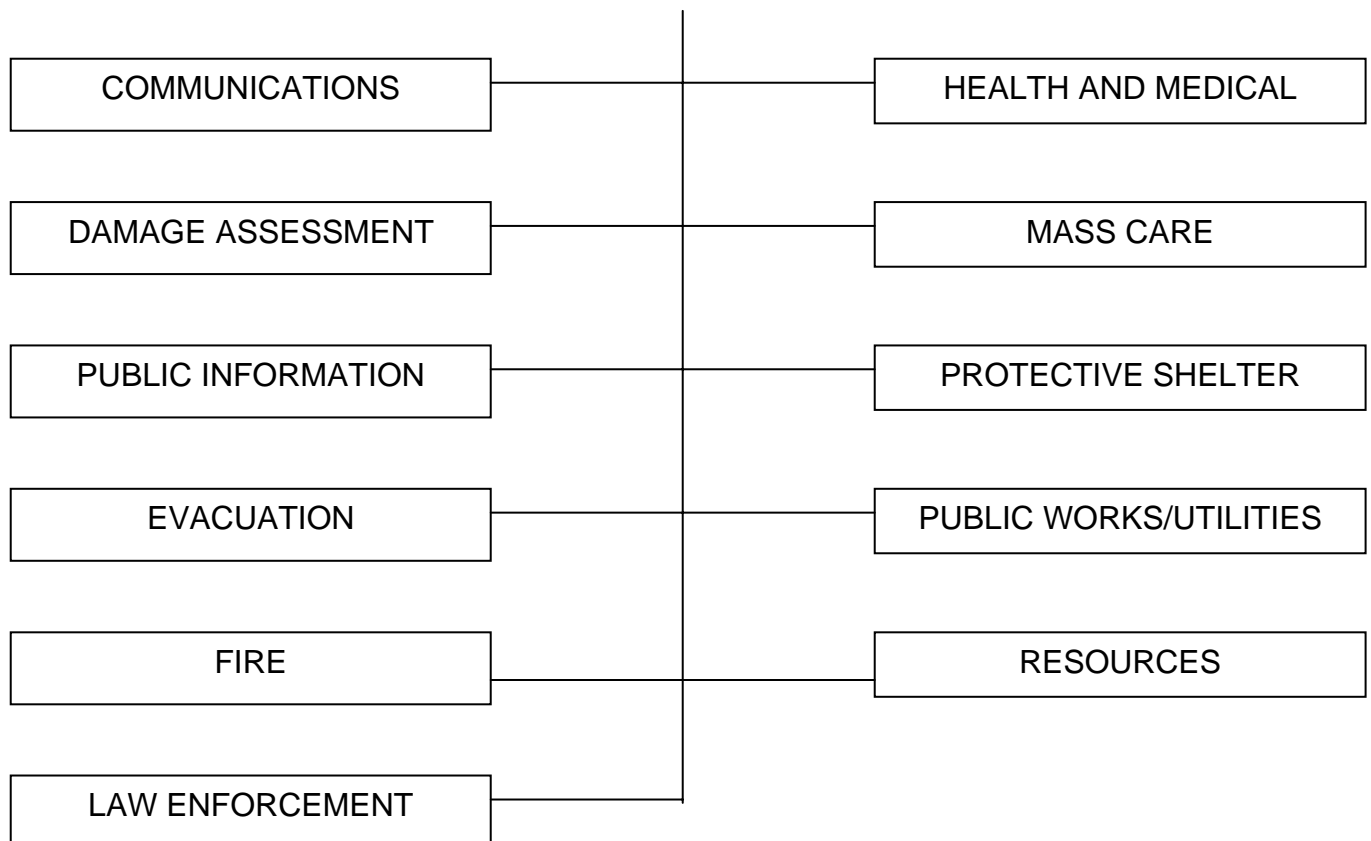 COMMUNICATIONS
HEALTH AND MEDICAL
DAMAGE ASSESSMENT
MASS CARE
PUBLIC INFORMATION
PROTECTIVE SHELTER
EVACUATION
PUBLIC WORKS/UTILITIES
FIRE
RESOURCES
LAW ENFORCEMENT